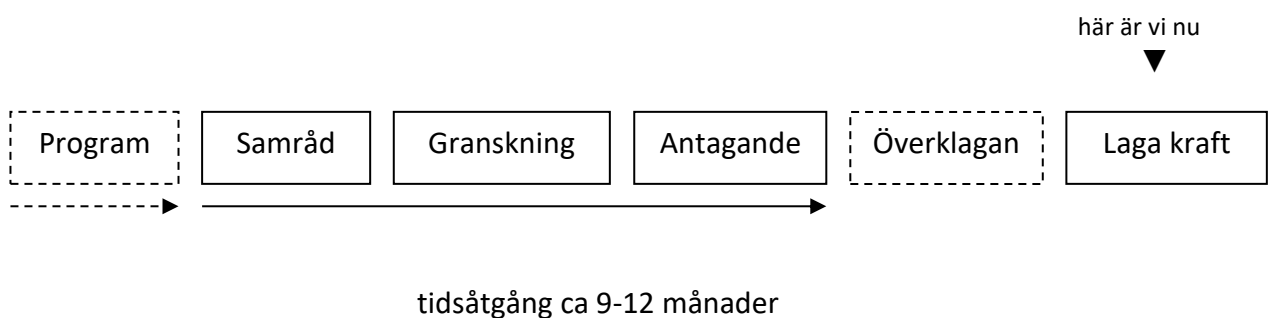 här är vi nu
Program Samråd Granskning Antagande Överklagan Laga kraft
tidsåtgång ca 9-12 månader